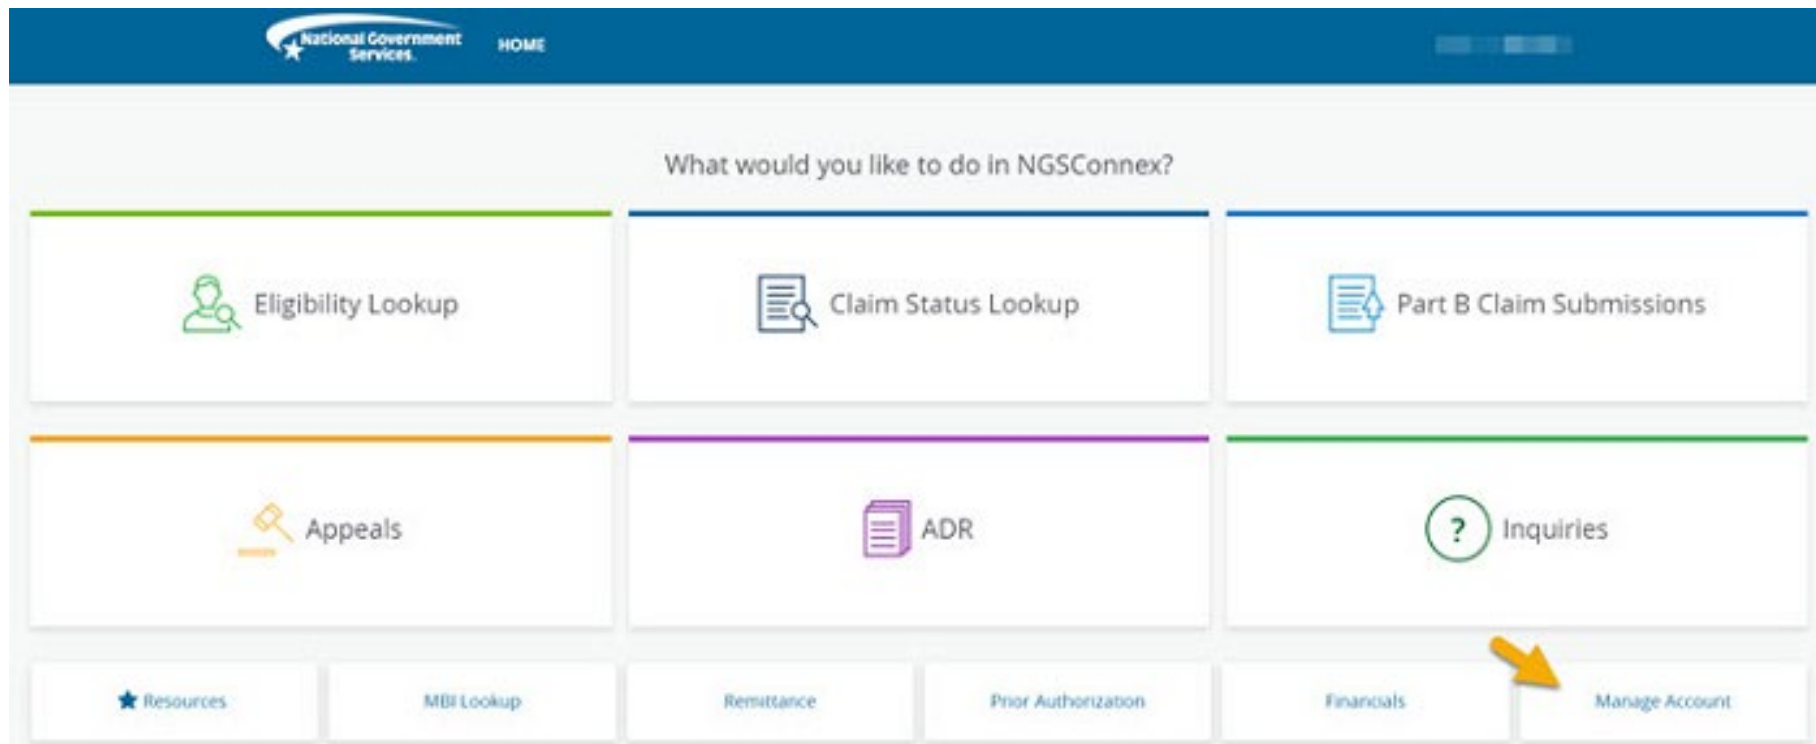 National Government
Services.
HOME
What would you like to do in NGSConnex?
Eligibility Lookup
Claim Status Lookup
Part B Claim Submissions
Appeals
ADR
? Inquiries
Resources
MBI Lookup
Remittance
Prior Authorization
Financials
Manage Account